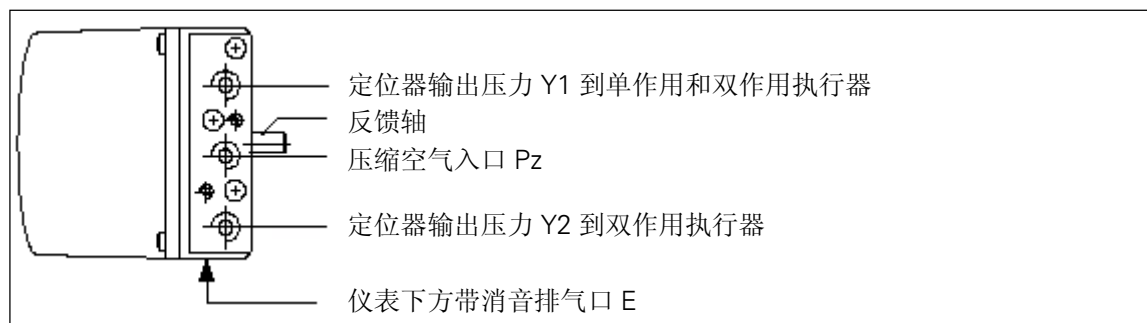 定位器输出压力 Y1 到单作用和双作用执行器
反馈轴
压缩空气入口 Pz
定位器输出压力 Y2 到双作用执行器
仪表下方带消音排气口 E